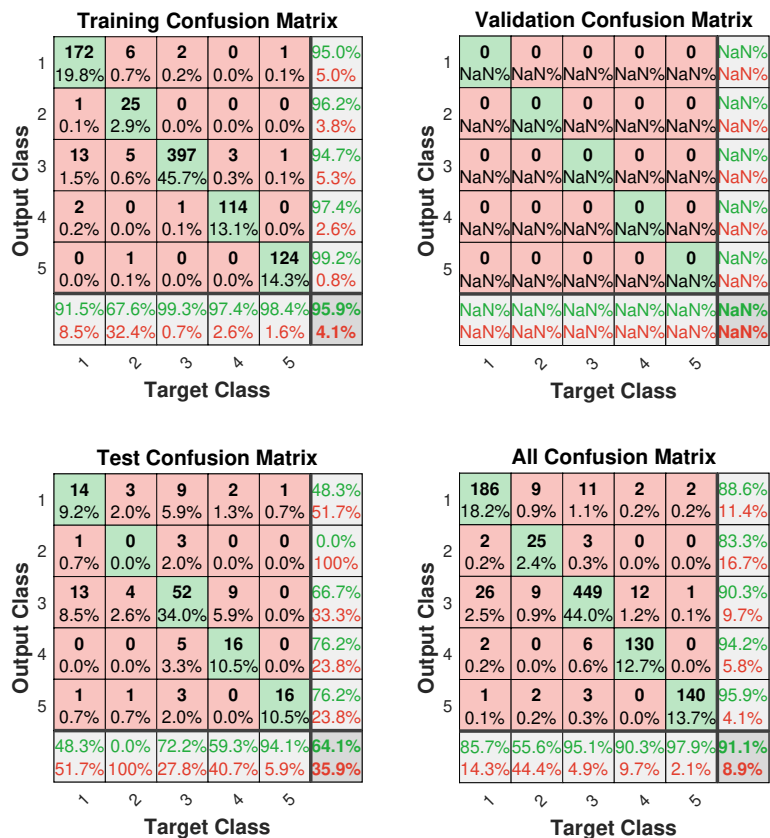 Training Confusion Matrix
1 172 6 2 0 1 95.0%
19.8% 0.7% 0.2% 0.0% 0.1% 5.0%
2 1 25 0 0 0 96.2%
0.1% 2.9% 0.0% 0.0% 0.0% 3.8%
3 13 5 397 3 1 94.7%
1.5% 0.6% 45.7% 0.3% 0.1% 5.3%
4 2 0 1 114 0 97.4%
0.2% 0.0% 0.1% 13.1% 0.0% 2.6%
5 0 1 0 0 124 99.2%
0.0% 0.1% 0.0% 0.0% 14.3% 0.8%
91.5% 67.6% 99.3% 97.4% 98.4% 95.9%
8.5% 32.4% 0.7% 2.6% 1.6% 4.1%
1 2 3 4 5
Target Class
Output Class
Validation Confusion Matrix
1 0 0 0 0 0 NaN%
NaN% NaN% NaN% NaN% NaN% NaN%
2 0 0 0 0 0 NaN%
NaN% NaN% NaN% NaN% NaN% NaN%
3 0 0 0 0 0 NaN%
NaN% NaN% NaN% NaN% NaN% NaN%
4 0 0 0 0 0 NaN%
NaN% NaN% NaN% NaN% NaN% NaN%
5 0 0 0 0 0 NaN%
NaN% NaN% NaN% NaN% NaN% NaN%
NaN% NaN% NaN% NaN% NaN% NaN%
NaN% NaN% NaN% NaN% NaN% NaN%
1 2 3 4 5
Target Class
Output Class
Test Confusion Matrix
1 14 3 9 2 1 48.3%
9.2% 2.0% 5.9% 1.3% 0.7% 51.7%
2 1 0 3 0 0 0.0%
0.7% 0.0% 2.0% 0.0% 0.0% 100%
3 13 4 52 9 0 66.7%
8.5% 2.6% 34.0% 5.9% 0.0% 33.3%
4 0 0 5 16 0 76.2%
0.0% 0.0% 3.3% 10.5% 0.0% 23.8%
5 1 1 3 0 16 76.2%
0.7% 0.7% 2.0% 0.0% 10.5% 23.8%
48.3% 0.0% 72.2% 59.3% 94.1% 64.1%
51.7% 100% 27.8% 40.7% 5.9% 35.9%
1 2 3 4 5
Target Class
Output Class
All Confusion Matrix
1 186 9 11 2 2 88.6%
18.2% 0.9% 1.1% 0.2% 0.2% 11.4%
2 2 25 3 0 0 83.3%
0.2% 2.4% 0.3% 0.0% 0.0% 16.7%
3 26 9 449 12 1 90.3%
2.5% 0.9% 44.0% 1.2% 0.1% 9.7%
4 2 0 6 130 0 94.2%
0.2% 0.0% 0.6% 12.7% 0.0% 5.8%
5 1 2 3 0 140 95.9%
0.1% 0.2% 0.3% 0.0% 13.7% 4.1%
85.7% 55.6% 95.1% 90.3% 97.9% 91.1%
14.3% 44.4% 4.9% 9.7% 2.1% 8.9%
1 2 3 4 5
Target Class
Output Class